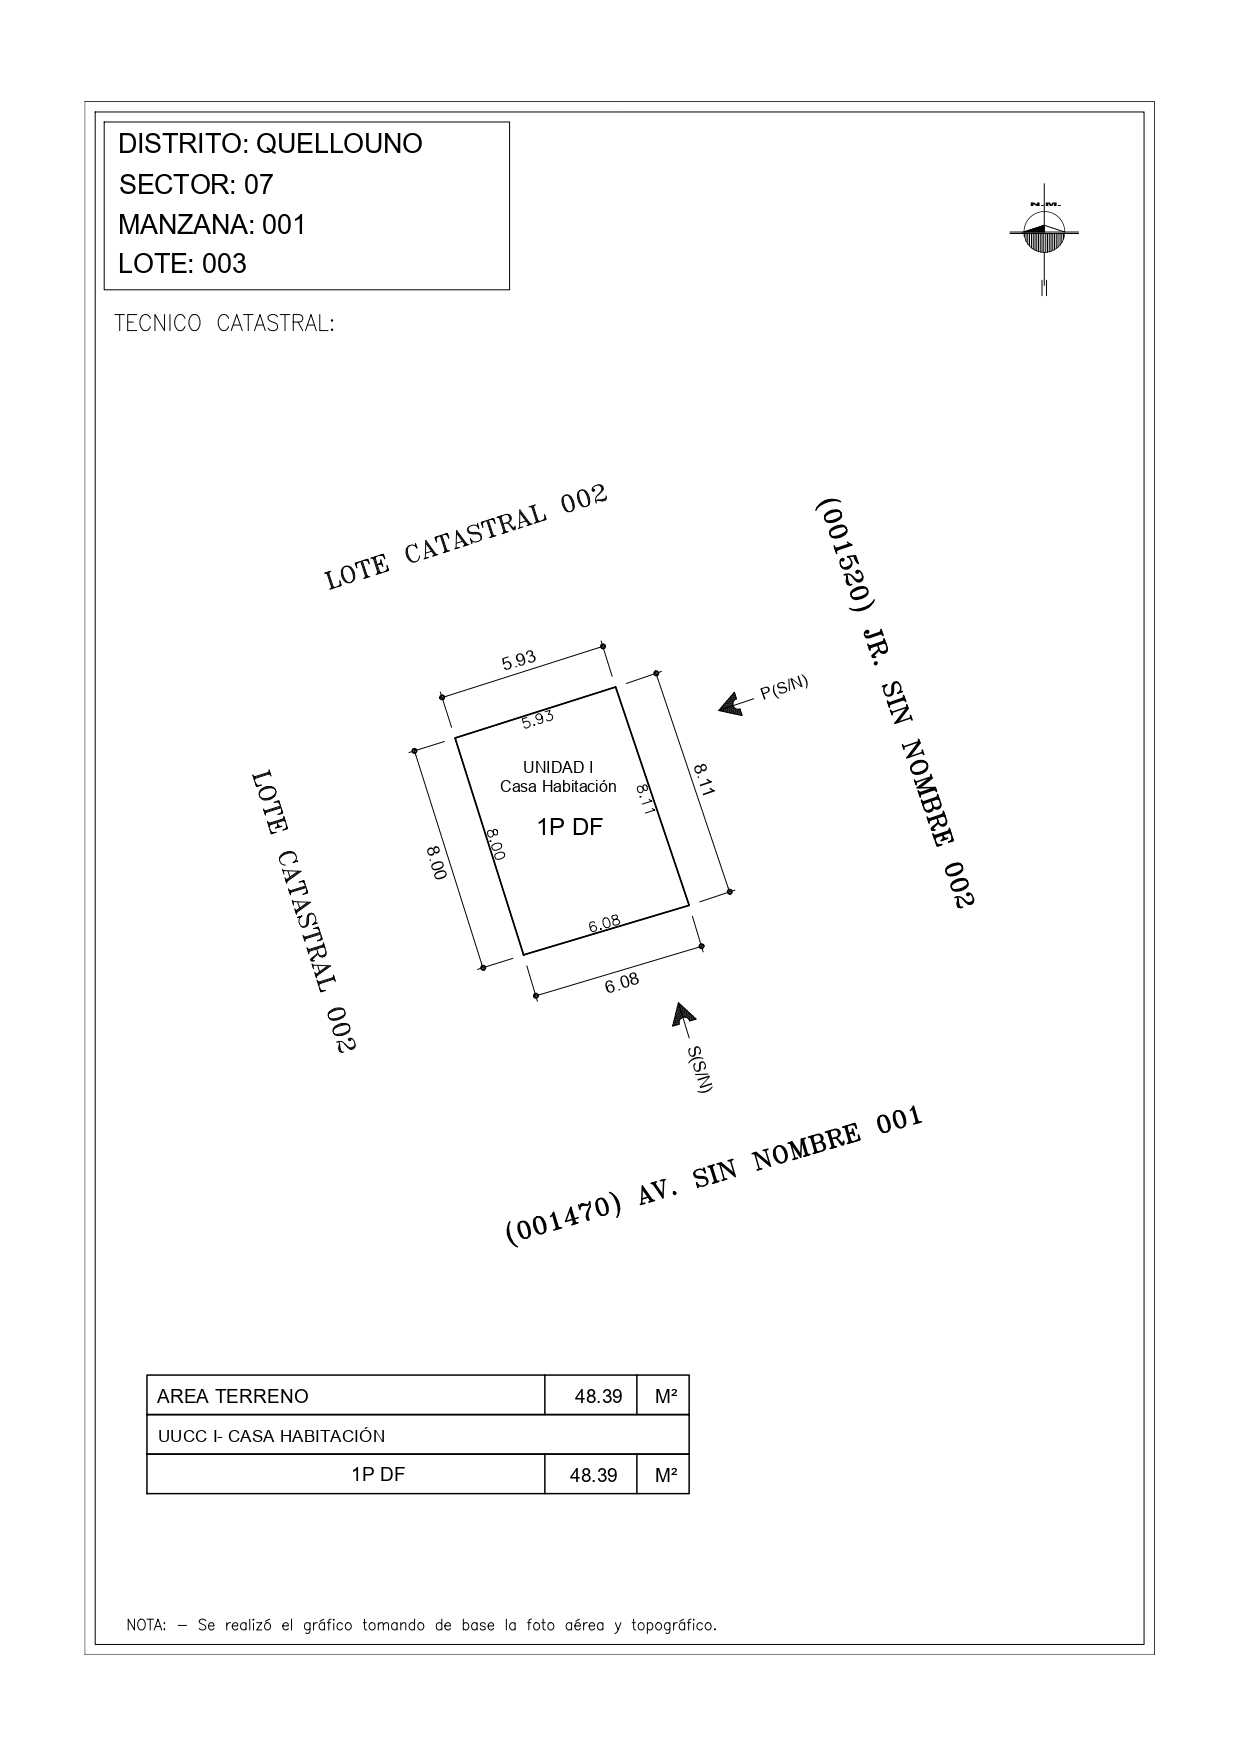 DISTRITO: QUELLOUNO
SECTOR: 07
MANZANA: 001
LOTE: 003
N.M.
TECNICO CATASTRAL:
LOTE CATASTRAL 002
(001520) JR. SIN NOMBRE 002
5.93
P(S/N)
5.93
UNIDAD I
Casa Habitación
1P DF
8.11
8.11
8.00
8.00
LOTE CATASTRAL 002
6.08
6.08
S(S/N)
(001470) AV. SIN NOMBRE 001
AREA TERRENO 48.39 M²
UUCC I- CASA HABITACIÓN
1P DF 48.39 M²
NOTA: - Se realizó el gráfico tomando de base la foto aérea y topográfico.